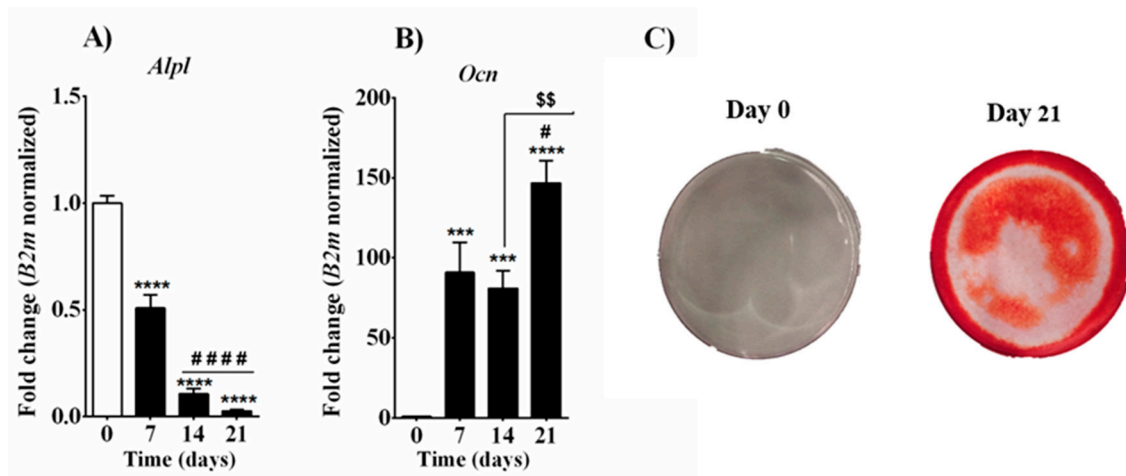 A)
Alpl
Fold change (B2m normalized)
1.5
1.0
0.5
0.0
****
####
****
****
0 7 14 21
Time (days)
B)
Ocn
Fold change (B2m normalized)
200
150
100
50
0
$$
#
****
***
***
0 7 14 21
Time (days)
C)
Day 0
Day 21